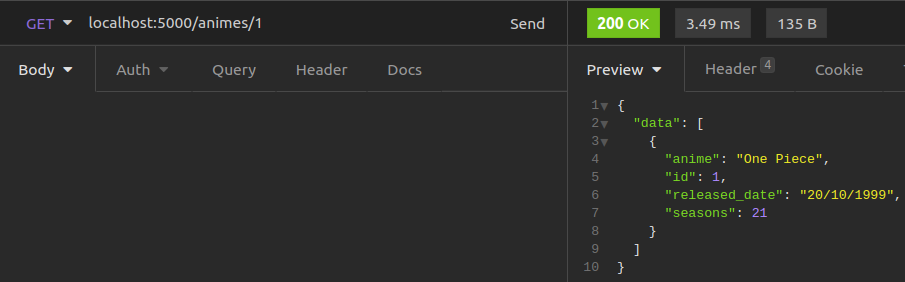 GET localhost:5000/animes/1 Send 200 OK 3.49 ms 135 B
Body Auth Query Header Docs Preview Header 4 Cookie
1 {
2 "data": [
3 {
4 "anime": "One Piece",
5 "id": 1,
6 "released_date": "20/10/1999",
7 "seasons": 21
8 }
9 ]
10 }